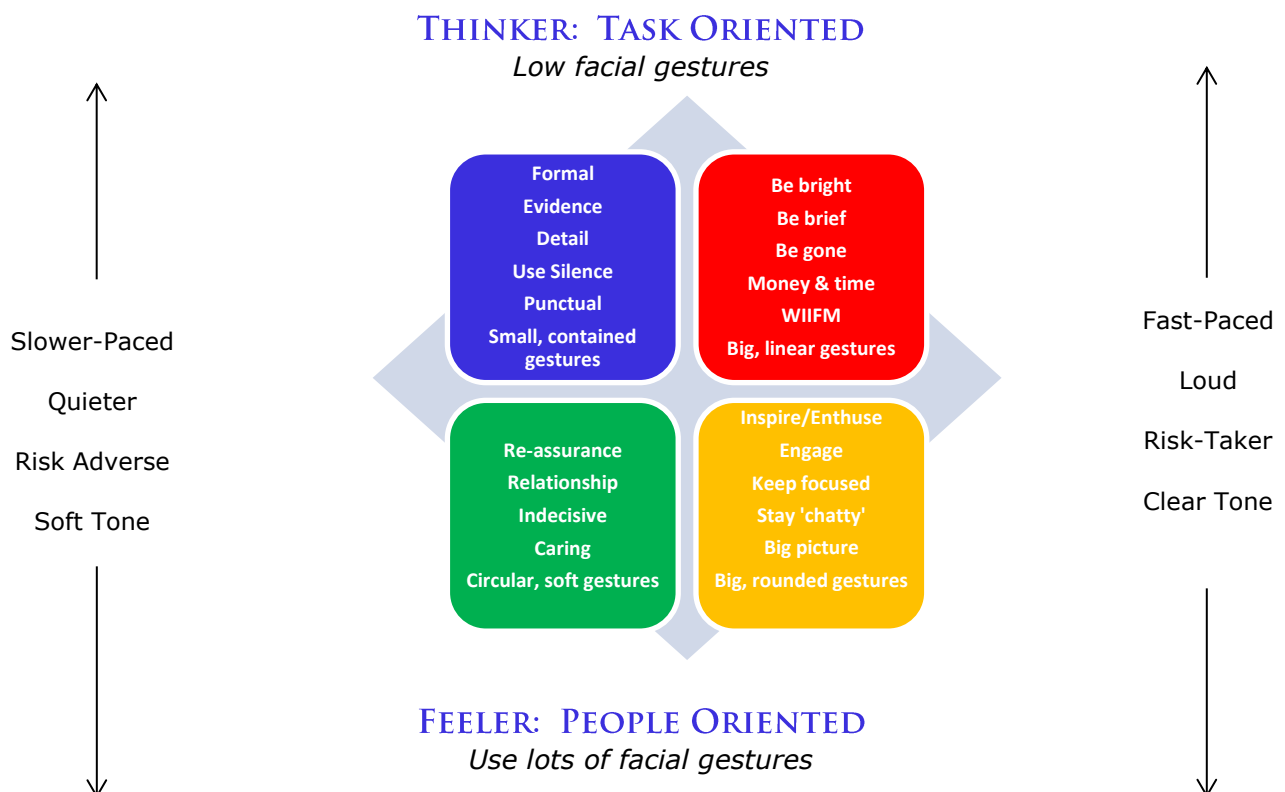 THINKER: TASK ORIENTED
Low facial gestures
Formal
Evidence
Detail
Use Silence
Punctual
Small, contained
gestures
Be bright
Be brief
Be gone
Money & time
WIIFM
Big, linear gestures
Slower-Paced
Quieter
Risk Adverse
Soft Tone
Fast-Paced
Loud
Risk-Taker
Clear Tone
Re-assurance
Relationship
Indecisive
Caring
Circular, soft gestures
Inspire/Enthuse
Engage
Keep focused
Stay 'chatty'
Big picture
Big, rounded gestures
FEELER: PEOPLE ORIENTED
Use lots of facial gestures